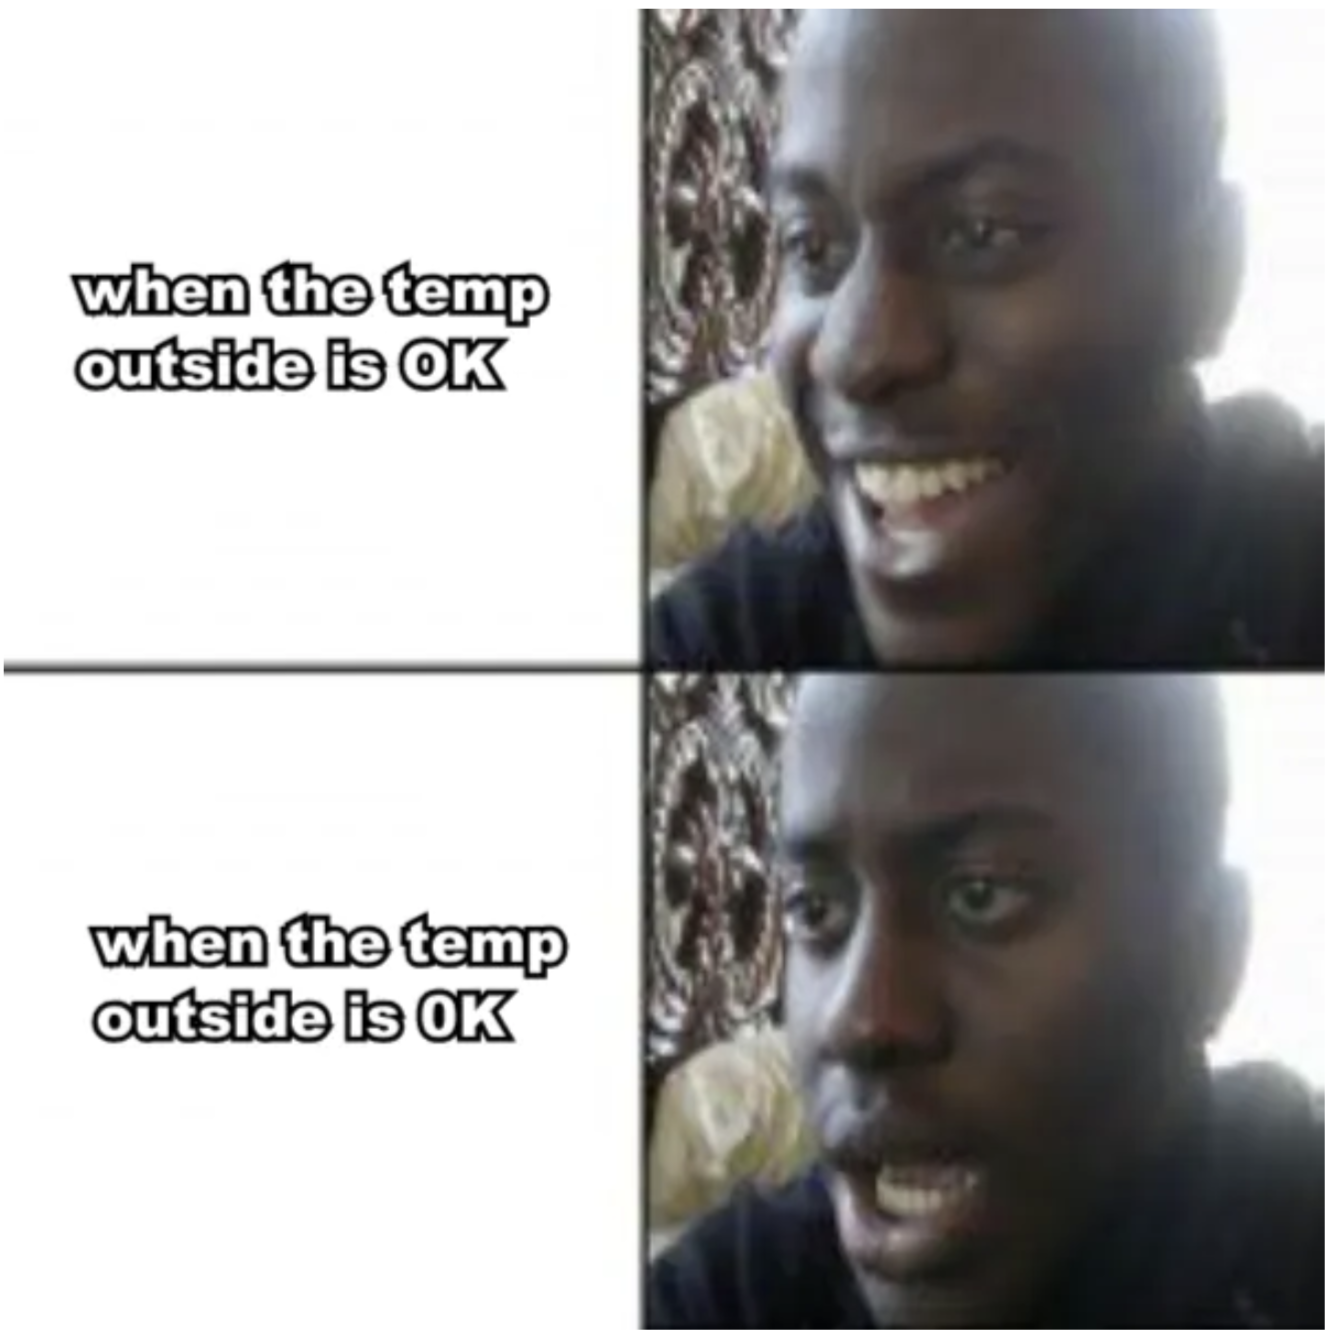 when the temp
outside is OK
when the temp
outside is 0K